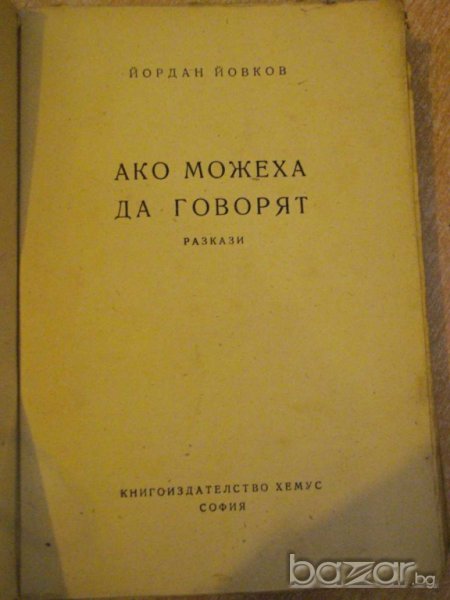 ЙОРДАН ЙОВКОВ
АКО МОЖЕХА
ДА ГОВОРЯТ
РАЗКАЗИ
КНИГОИЗДАТЕЛСТВО ХЕМУС
СОФИЯ
bazar.bg